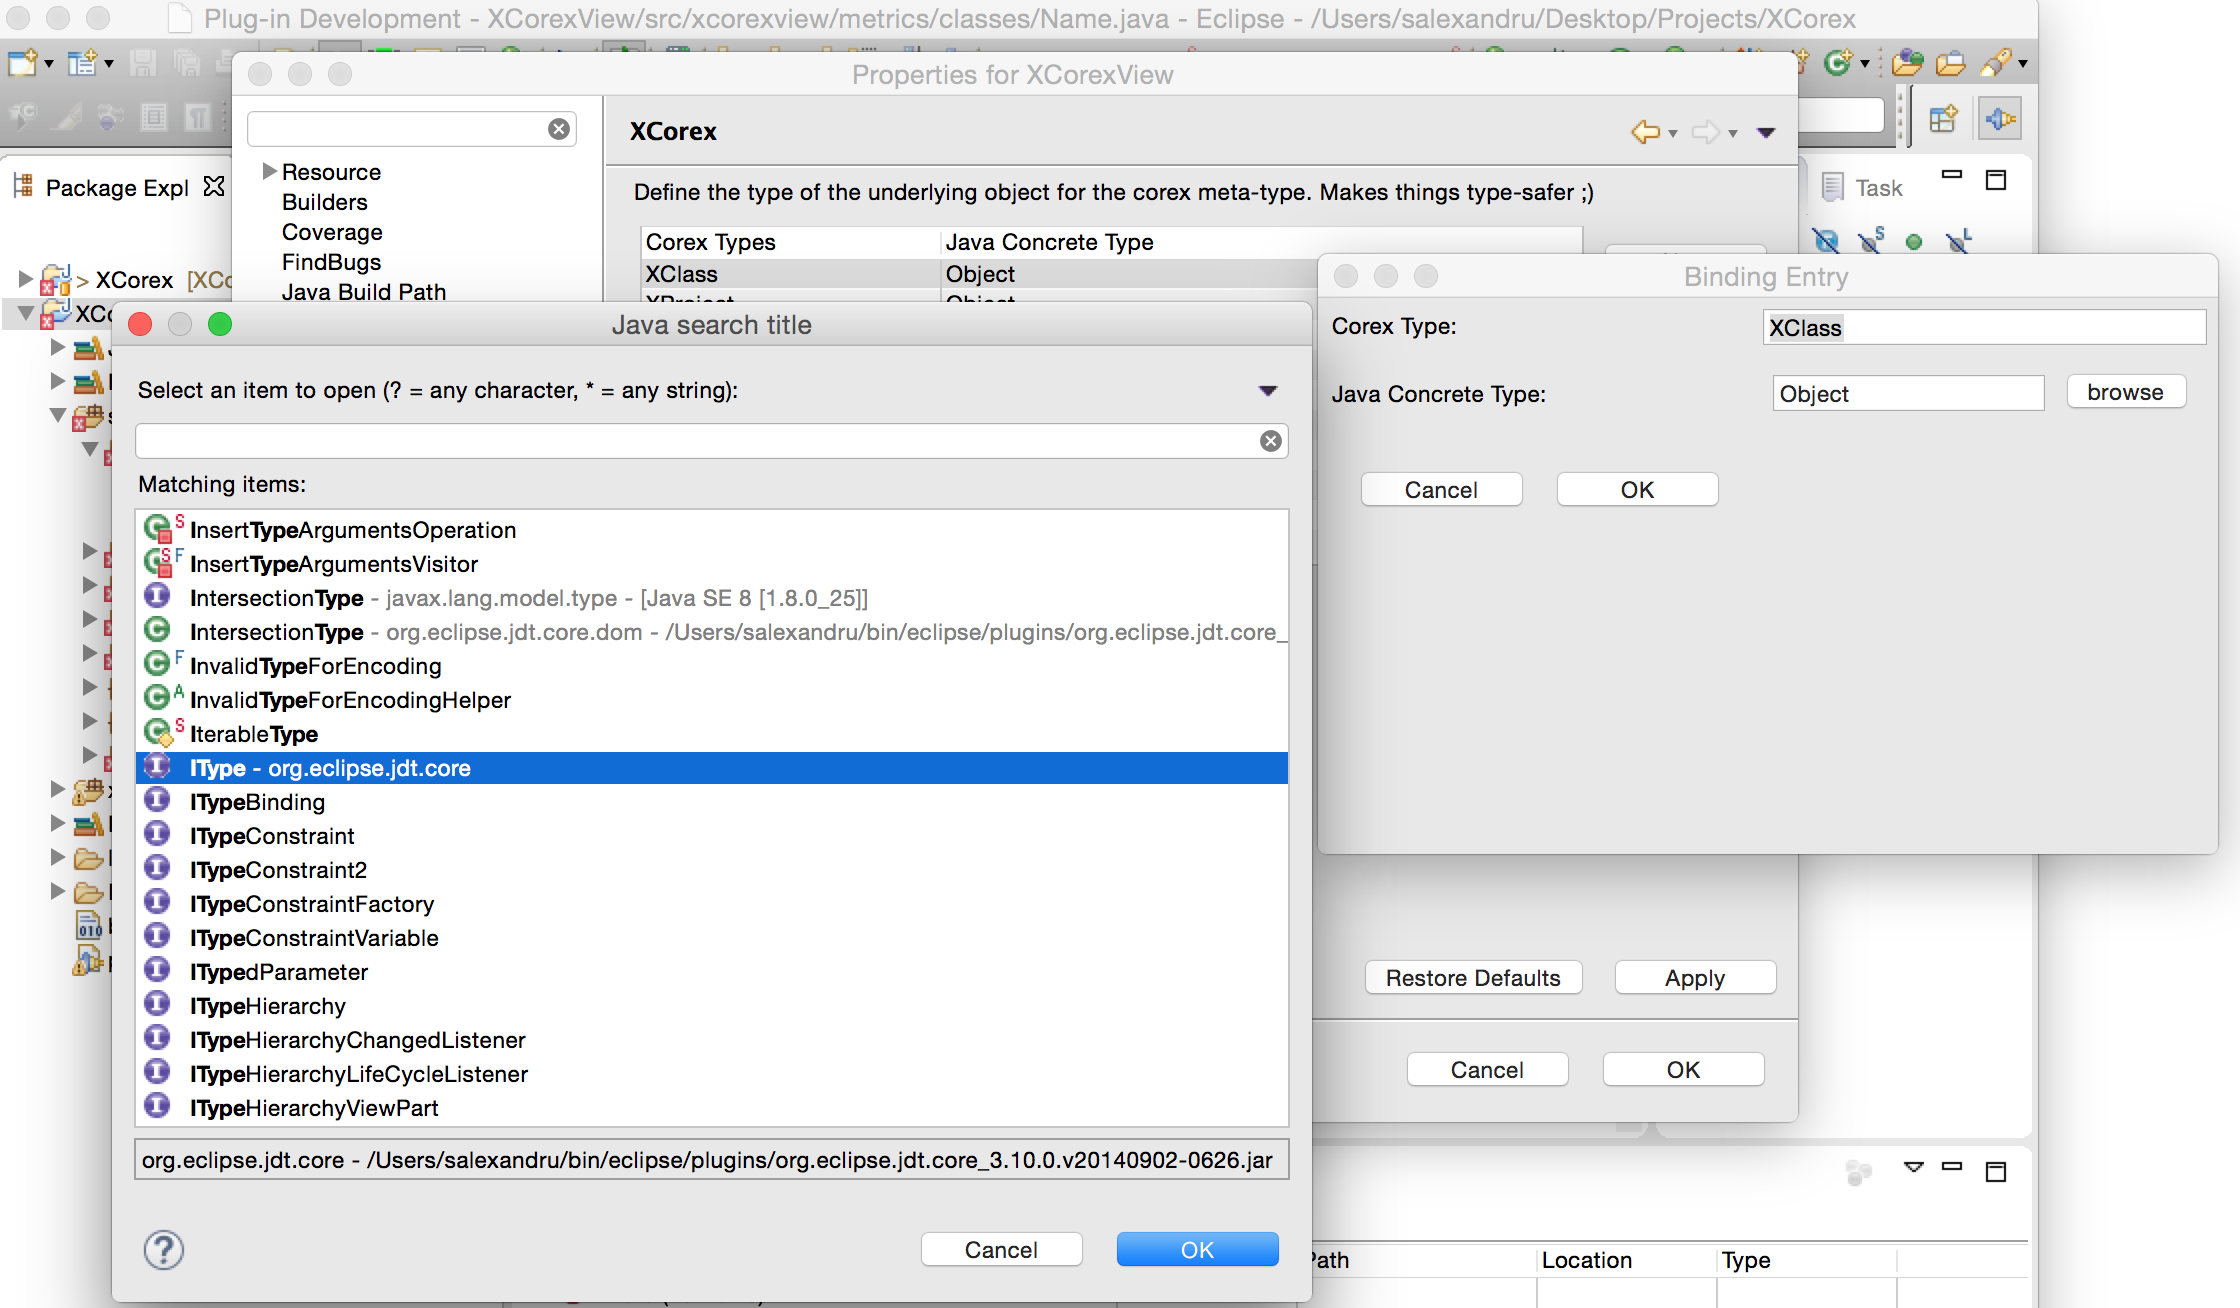 Plug-in Development - XCorexView/src/xcorexview/metrics/classes/Name.java - Eclipse - /Users/salexandru/Desktop/Projects/XCorex
Properties for XCorexView
XCorex
Package Expl
Resource
Builders
Coverage
FindBugs
Java Build Path
Define the type of the underlying object for the corex meta-type. Makes things type-safer ;)
Corex Types Java Concrete Type
XClass Object
XProject Object
Task
> XCorex [XCo
XCo
Binding Entry
Corex Type: XClass
Java Concrete Type: Object browse
Cancel OK
Java search title
Select an item to open (? = any character, * = any string):
Matching items:
InsertTypeArgumentsOperation
InsertTypeArgumentsVisitor
IntersectionType - javax.lang.model.type - [Java SE 8 [1.8.0_25]]
IntersectionType - org.eclipse.jdt.core.dom - /Users/salexandru/bin/eclipse/plugins/org.eclipse.jdt.core_
InvalidTypeForEncoding
InvalidTypeForEncodingHelper
IterableType
IType - org.eclipse.jdt.core
ITypeBinding
ITypeConstraint
ITypeConstraint2
ITypeConstraintFactory
ITypeConstraintVariable
ITypedParameter
ITypeHierarchy
ITypeHierarchyChangedListener
ITypeHierarchyLifeCycleListener
ITypeHierarchyViewPart
org.eclipse.jdt.core - /Users/salexandru/bin/eclipse/plugins/org.eclipse.jdt.core_3.10.0.v20140902-0626.jar
Cancel OK
Restore Defaults Apply
Cancel OK
Path Location Type